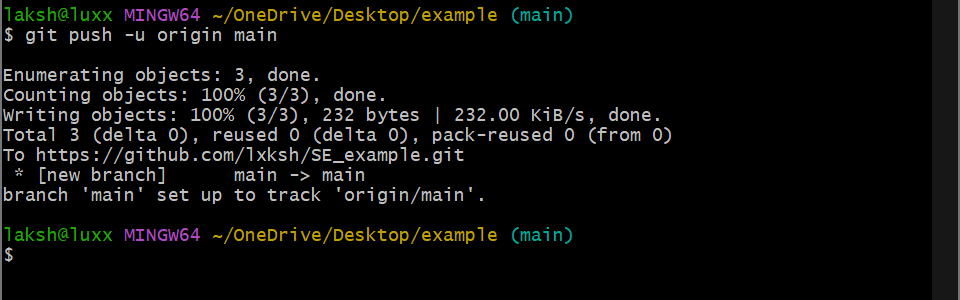 laksh@luxx MINGW64 ~/OneDrive/Desktop/example (main)
$ git push -u origin main
Enumerating objects: 3, done.
Counting objects: 100% (3/3), done.
Writing objects: 100% (3/3), 232 bytes | 232.00 KiB/s, done.
Total 3 (delta 0), reused 0 (delta 0), pack-reused 0 (from 0)
To https://github.com/lxksh/SE_example.git
 * [new branch]      main -> main
branch 'main' set up to track 'origin/main'.
laksh@luxx MINGW64 ~/OneDrive/Desktop/example (main)
$